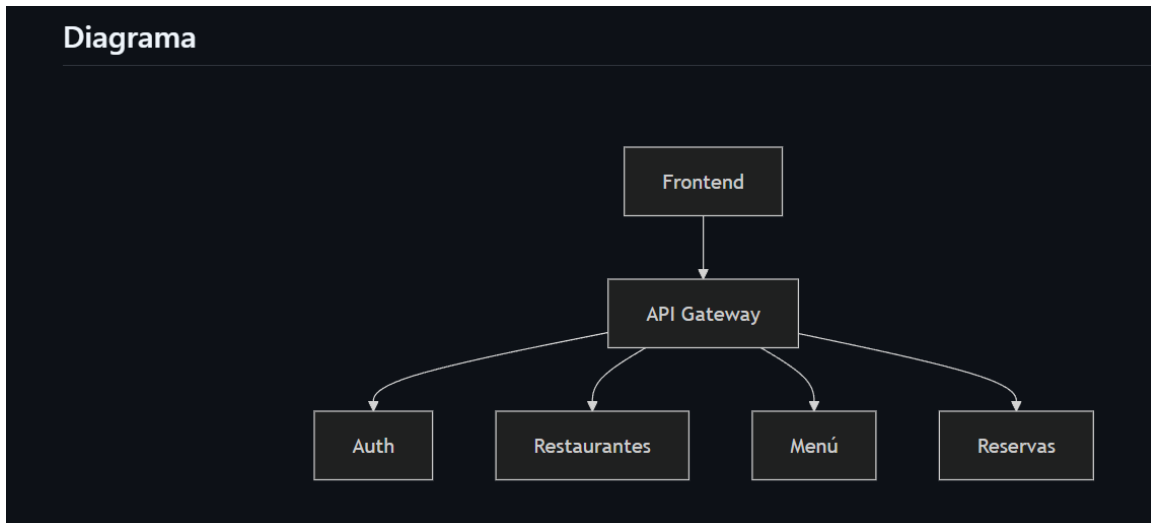 Diagrama
Frontend
API Gateway
Auth
Restaurantes
Menú
Reservas